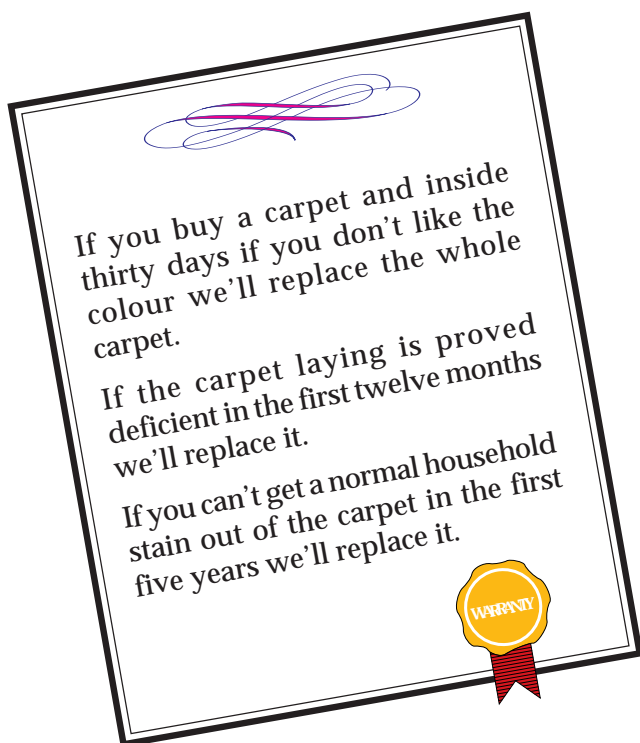 If you buy a carpet and inside
thirty days if you don't like the
colour we'll replace the whole
carpet.
If the carpet laying is proved
deficient in the first twelve months
we'll replace it.
If you can't get a normal household
stain out of the carpet in the first
five years we'll replace it.
WARRANTY